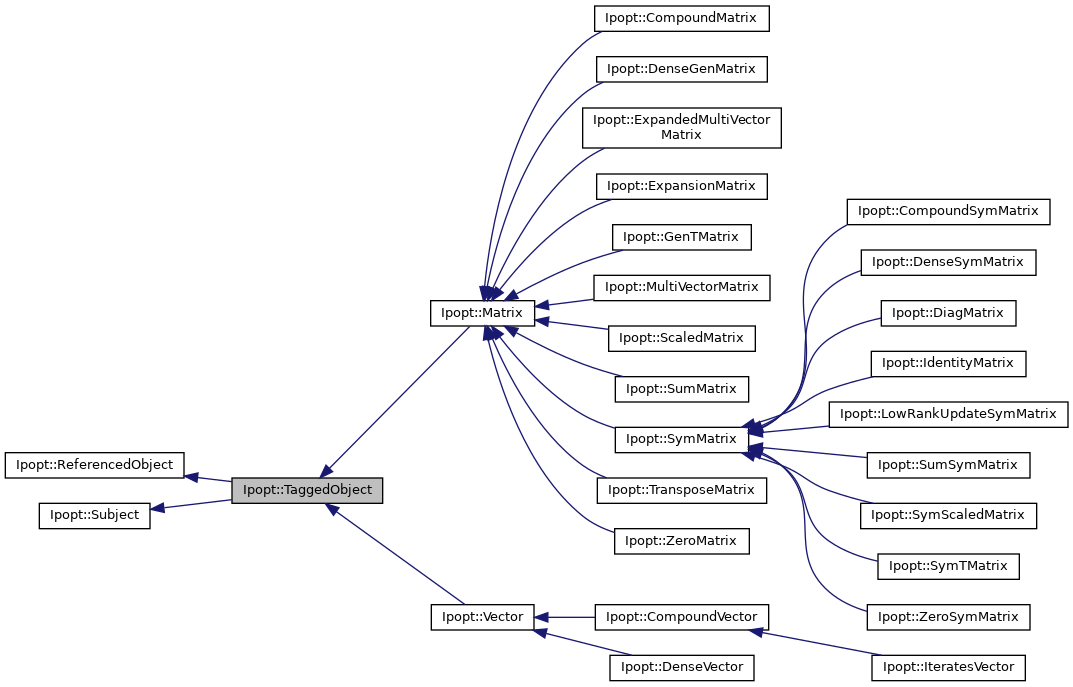 Ipopt::CompoundMatrix
Ipopt::DenseGenMatrix
Ipopt::ExpandedMultiVector
Matrix
Ipopt::ExpansionMatrix
Ipopt::GenTMatrix
Ipopt::MultiVectorMatrix
Ipopt::Matrix
Ipopt::ScaledMatrix
Ipopt::SumMatrix
Ipopt::SymMatrix
Ipopt::TransposeMatrix
Ipopt::ZeroMatrix
Ipopt::CompoundSymMatrix
Ipopt::DenseSymMatrix
Ipopt::DiagMatrix
Ipopt::IdentityMatrix
Ipopt::LowRankUpdateSymMatrix
Ipopt::SumSymMatrix
Ipopt::SymScaledMatrix
Ipopt::SymTMatrix
Ipopt::ZeroSymMatrix
Ipopt::ReferencedObject
Ipopt::TaggedObject
Ipopt::Subject
Ipopt::Vector
Ipopt::CompoundVector
Ipopt::DenseVector
Ipopt::IteratesVector